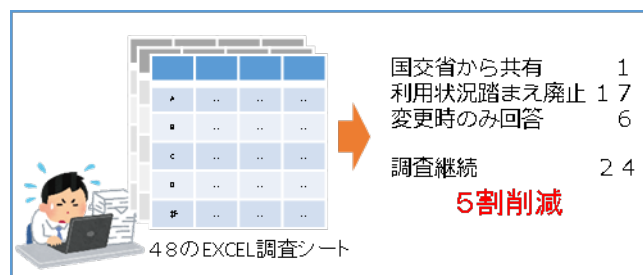 A .. .. ..
B .. .. ..
C .. .. ..
D .. .. ..
48のEXCEL調査シート
国交省から共有 1
利用状況踏まえ廃止 17
変更時のみ回答 6
調査継続 24
5割削減